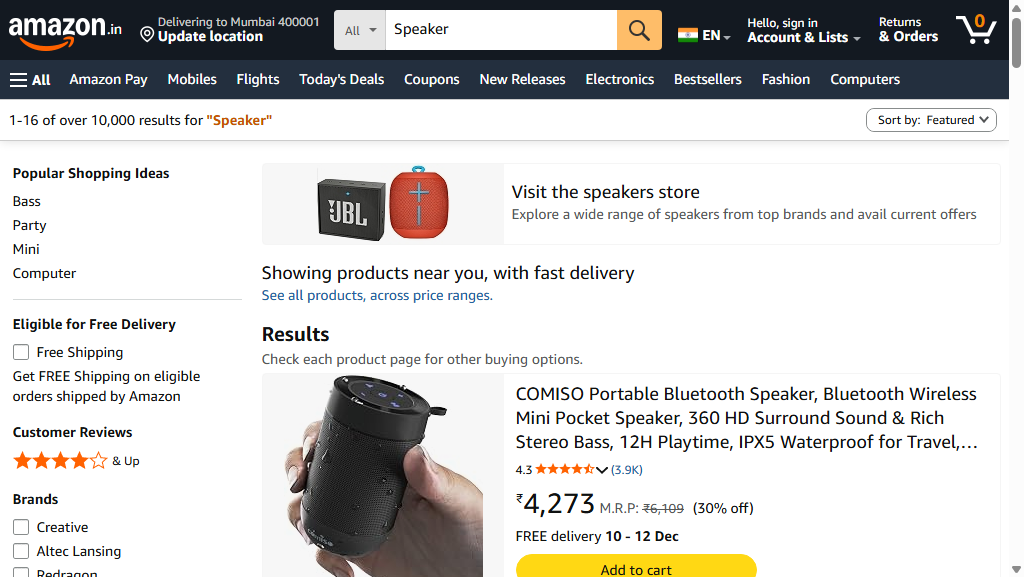 amazon.in
Delivering to Mumbai 400001
Update location
All
Speaker
EN
Hello, sign in
Account & Lists
Returns
& Orders
0
All
Amazon Pay
Mobiles
Flights
Today's Deals
Coupons
New Releases
Electronics
Bestsellers
Fashion
Computers
1-16 of over 10,000 results for "Speaker"
Sort by: Featured
Popular Shopping Ideas
Bass
Party
Mini
Computer
Eligible for Free Delivery
Free Shipping
Get FREE Shipping on eligible
orders shipped by Amazon
Customer Reviews
& Up
Brands
Creative
Altec Lansing
Redragon
JBL
Visit the speakers store
Explore a wide range of speakers from top brands and avail current offers
Showing products near you, with fast delivery
See all products, across price ranges.
Results
Check each product page for other buying options.
comiso
COMISO Portable Bluetooth Speaker, Bluetooth Wireless
Mini Pocket Speaker, 360 HD Surround Sound & Rich
Stereo Bass, 12H Playtime, IPX5 Waterproof for Travel,...
4.3 (3.9K)
₹4,273 M.R.P: ₹6,109 (30% off)
FREE delivery 10 - 12 Dec
Add to cart